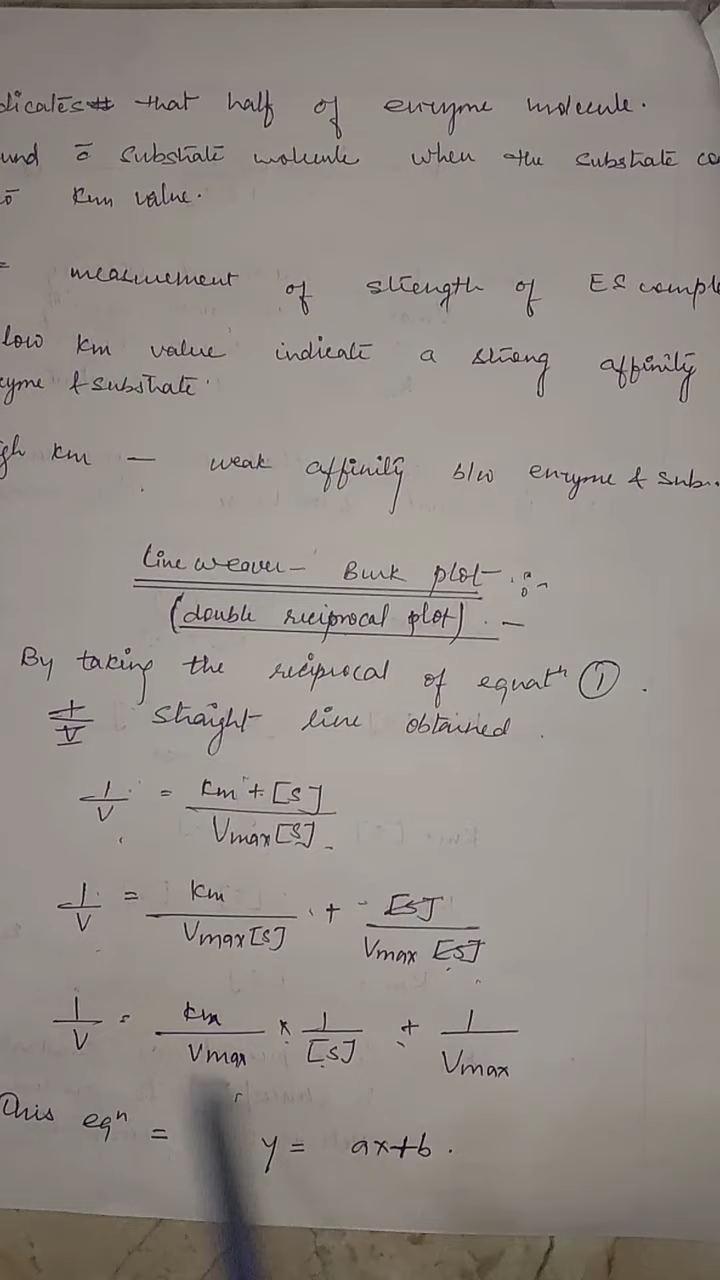 dicates that half of enzyme molecule.
und c̄ substrate molecule when the substrate co
c̄ km value.
= measurement of strength of ES comple
low km value indicate a strong affinity
zyme & substrate.
gh km — weak affinity b/w enzyme & sub..
Line weaver - Burk plot :-
(double reciprocal plot). -
By taking the reciprocal of equatⁿ ①.
straight line obtained.
1/V = km + [S] / Vmax [S]
1/V = km / Vmax [S] + [S] / Vmax [S]
1/V = km / Vmax × 1/[S] + 1/Vmax
This eqⁿ = y = ax+b.